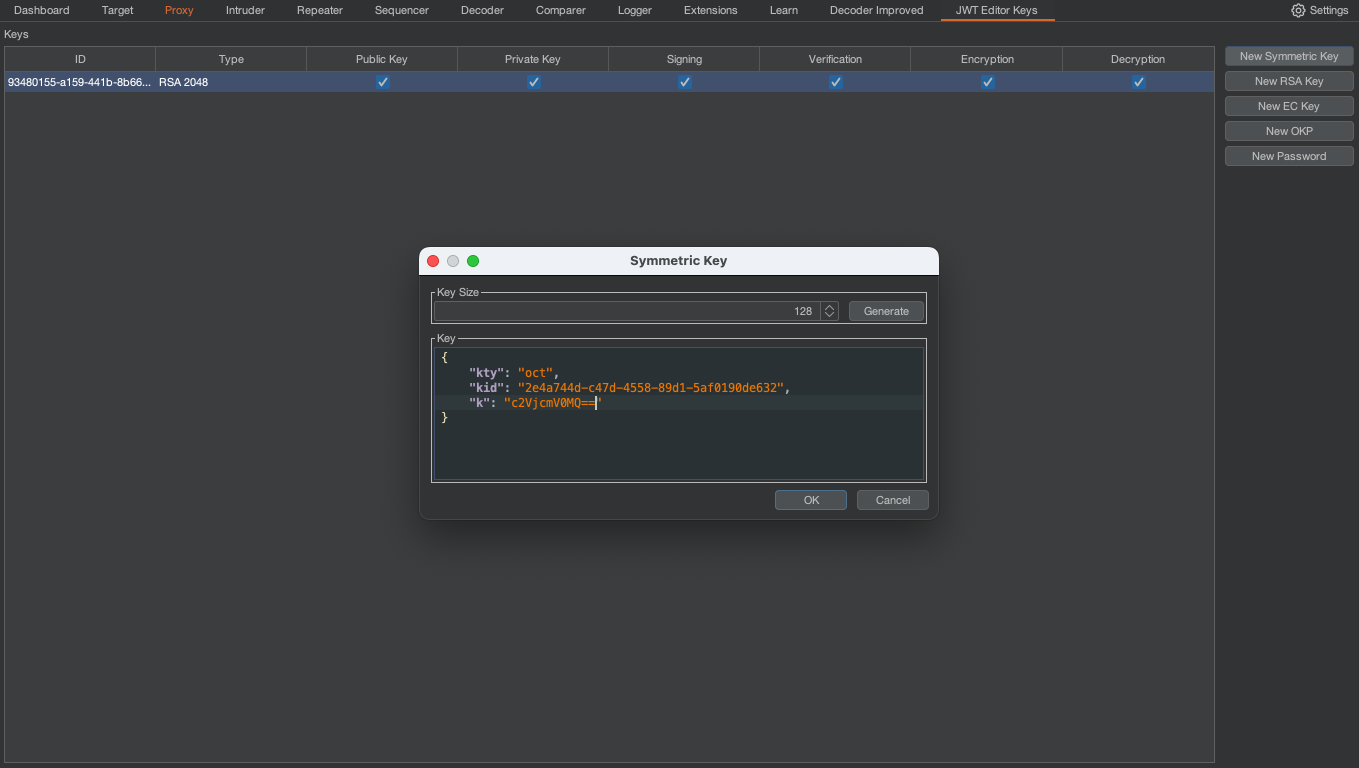 Dashboard Target Proxy Intruder Repeater Sequencer Decoder Comparer Logger Extensions Learn Decoder Improved JWT Editor Keys Settings
Keys
ID Type Public Key Private Key Signing Verification Encryption Decryption
93480155-a159-441b-8b66... RSA 2048
New Symmetric Key
New RSA Key
New EC Key
New OKP
New Password
Symmetric Key
Key Size
128 Generate
Key
{
"kty": "oct",
"kid": "2e4a744d-c47d-4558-89d1-5af0190de632",
"k": "c2VjcmV0MQ=="
}
OK Cancel